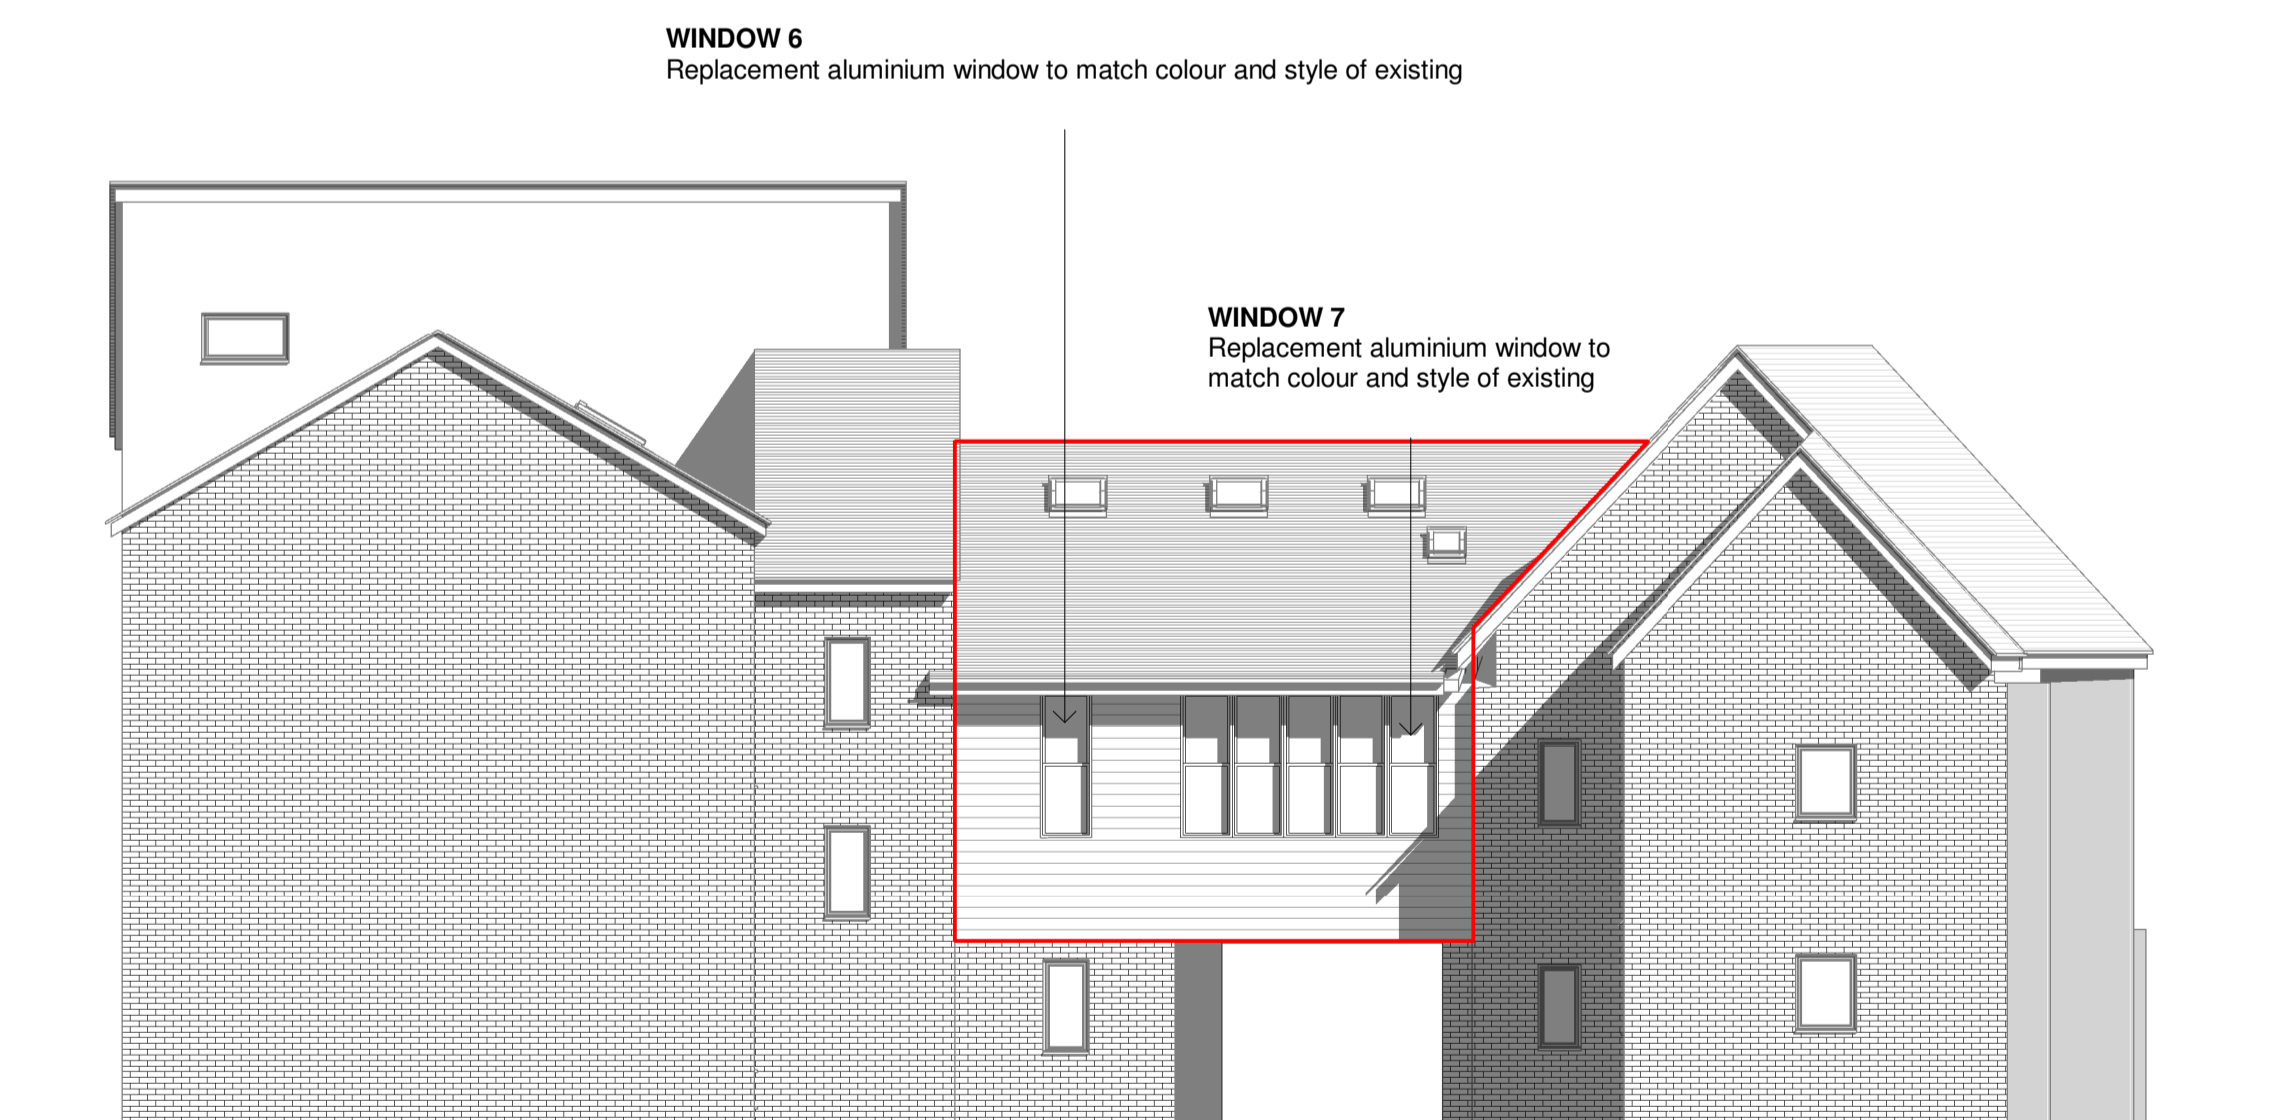 WINDOW 6
Replacement aluminium window to match colour and style of existing
WINDOW 7
Replacement aluminium window to
match colour and style of existing